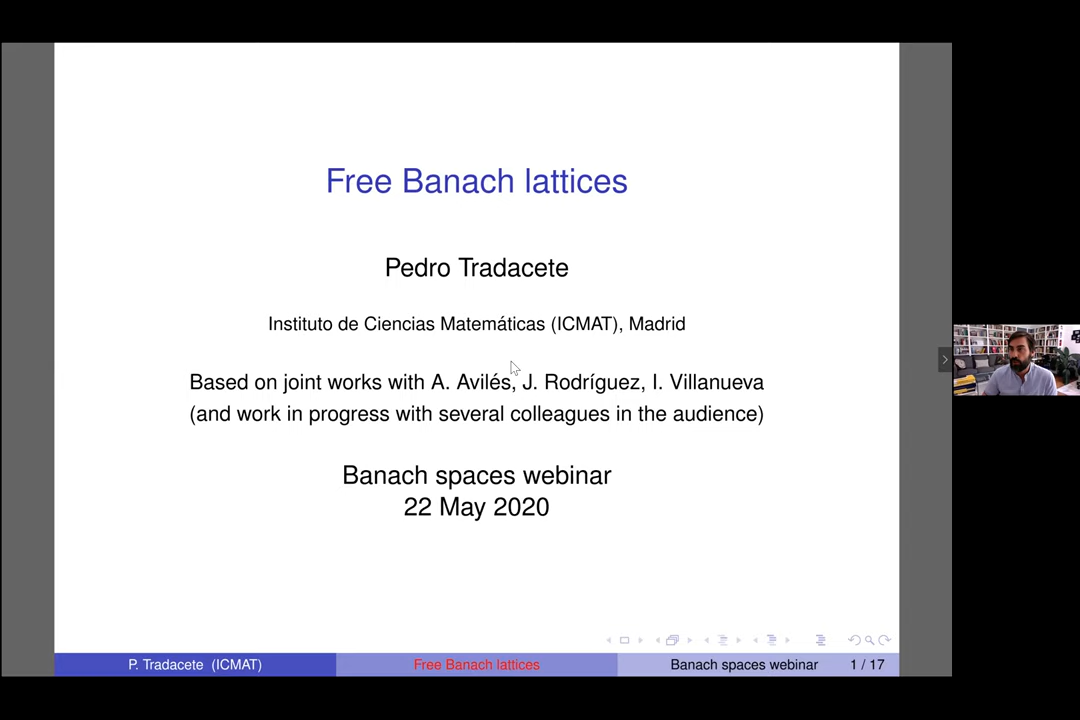 Free Banach lattices
Pedro Tradacete
Instituto de Ciencias Matemáticas (ICMAT), Madrid
Based on joint works with A. Avilés, J. Rodríguez, I. Villanueva
(and work in progress with several colleagues in the audience)
Banach spaces webinar
22 May 2020
P. Tradacete (ICMAT)
Free Banach lattices
Banach spaces webinar
1 / 17